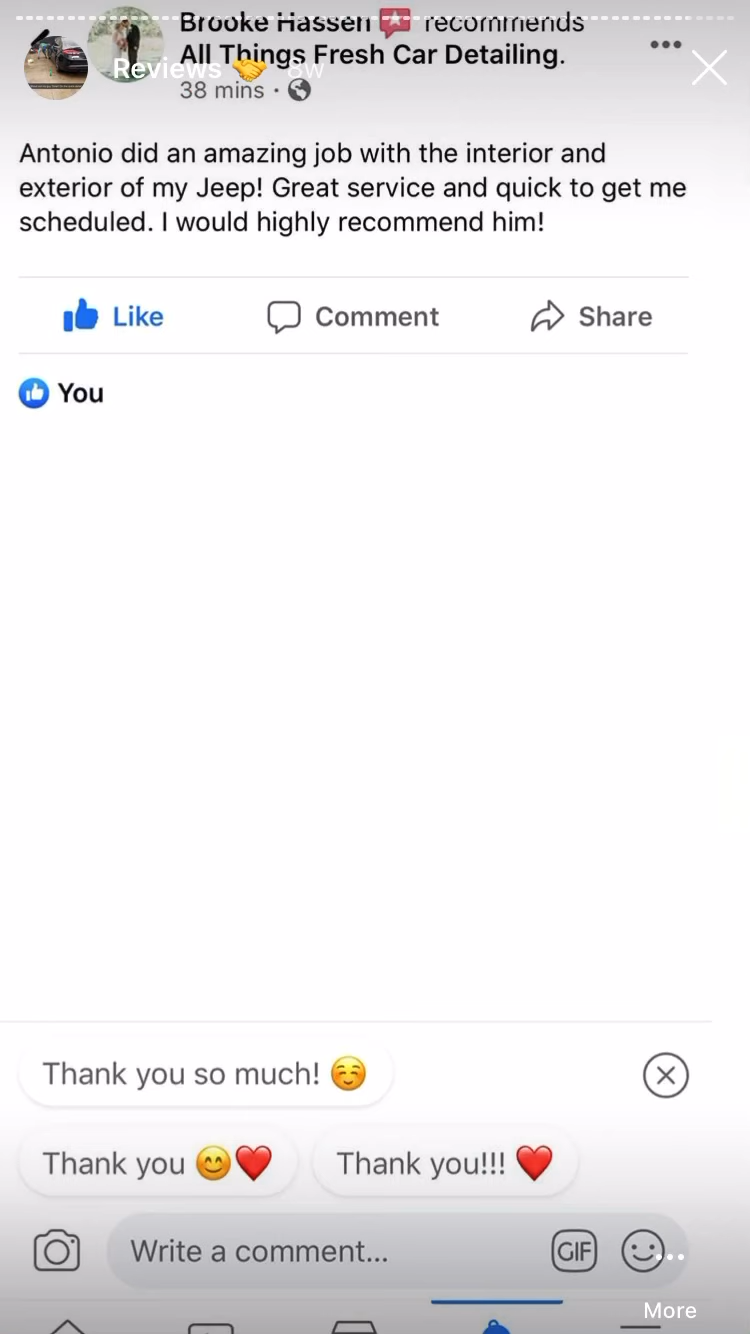 Brooke Hassen recommends
All Things Fresh Car Detailing.
Reviews 🤝 8w
38 mins ·
Antonio did an amazing job with the interior and
exterior of my Jeep! Great service and quick to get me
scheduled. I would highly recommend him!
Like
Comment
Share
You
Thank you so much! ☺️
Thank you 😊❤️
Thank you!!! ❤️
Write a comment...
GIF
More